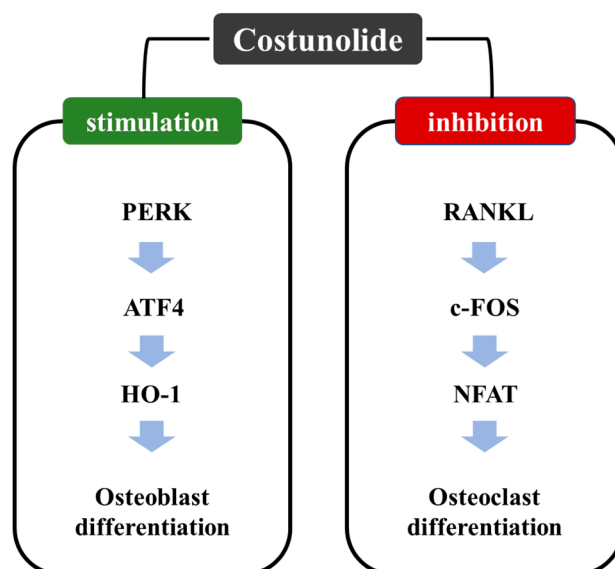 Costunolide
stimulation
PERK
ATF4
HO-1
Osteoblast
differentiation
inhibition
RANKL
c-FOS
NFAT
Osteoclast
differentiation